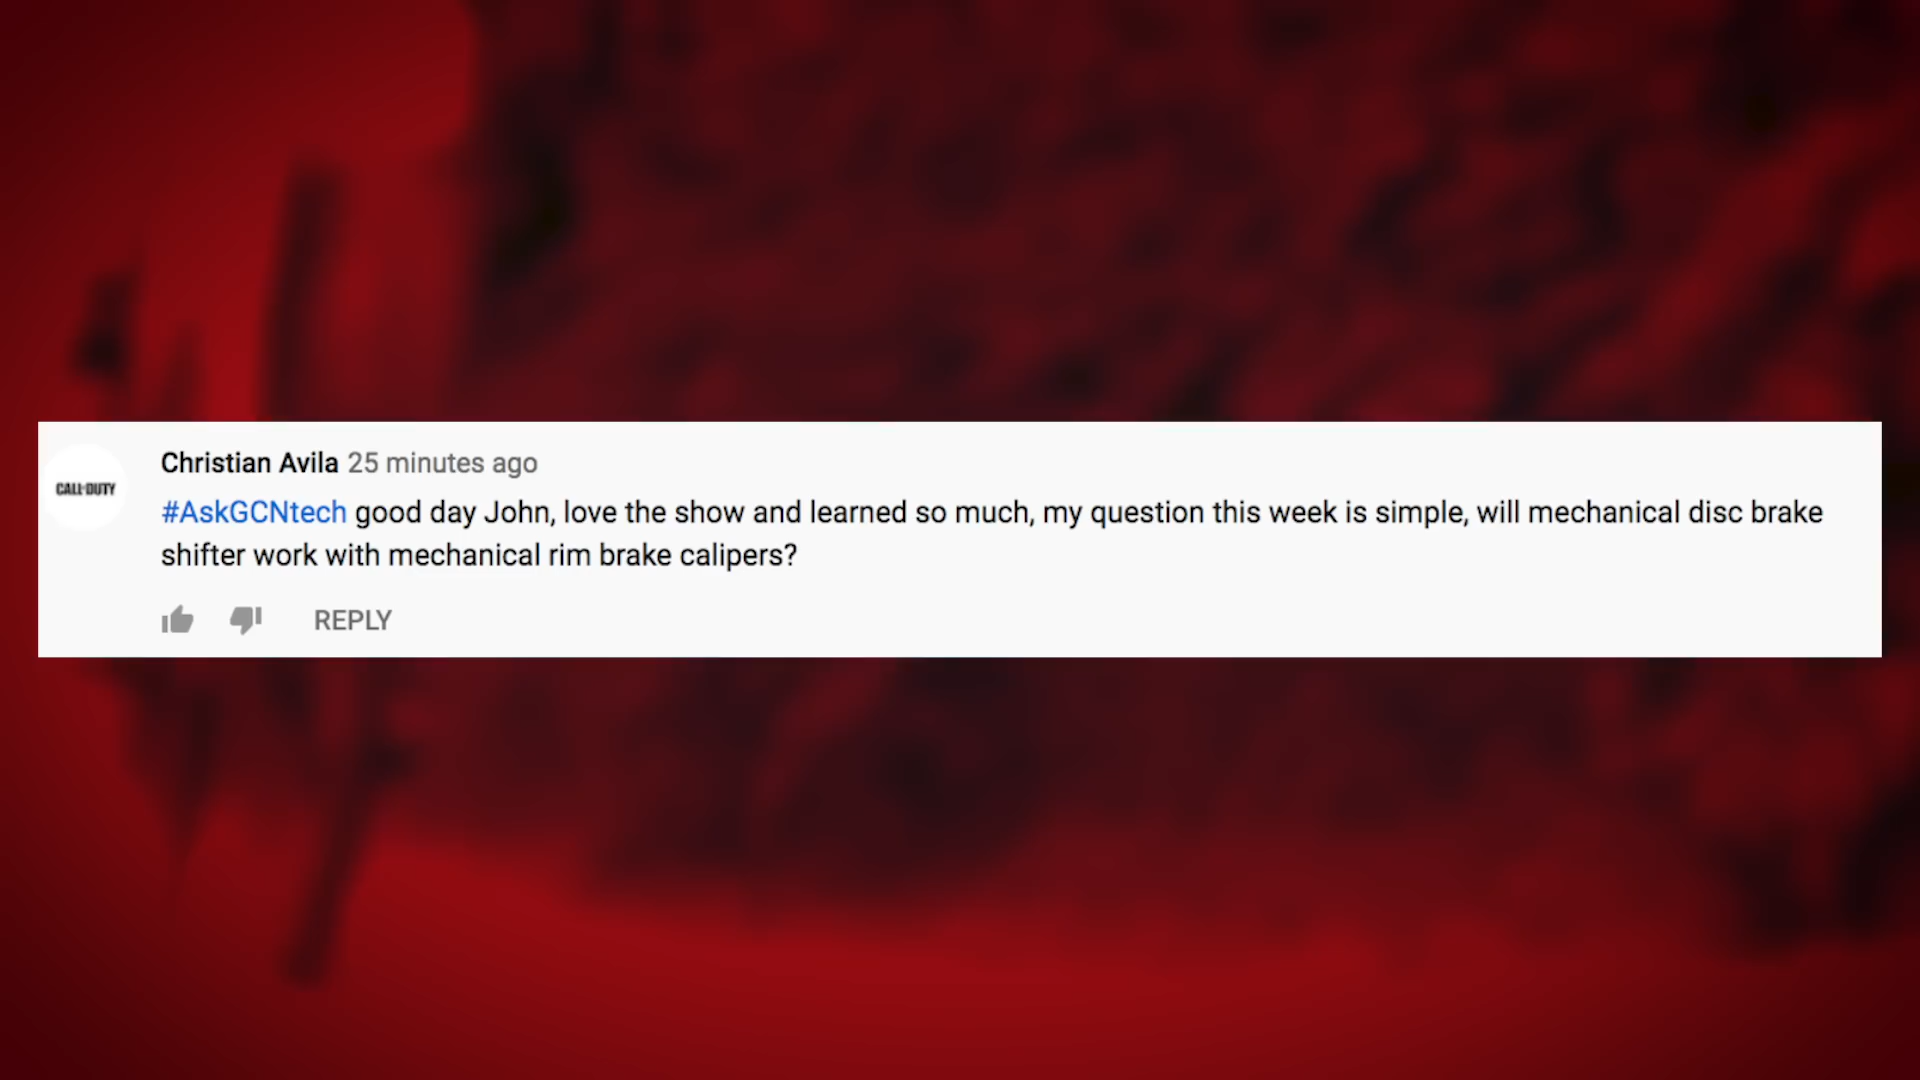 Christian Avila 25 minutes ago
CALL DUTY
#AskGCNtech good day John, love the show and learned so much, my question this week is simple, will mechanical disc brake
shifter work with mechanical rim brake calipers?
REPLY